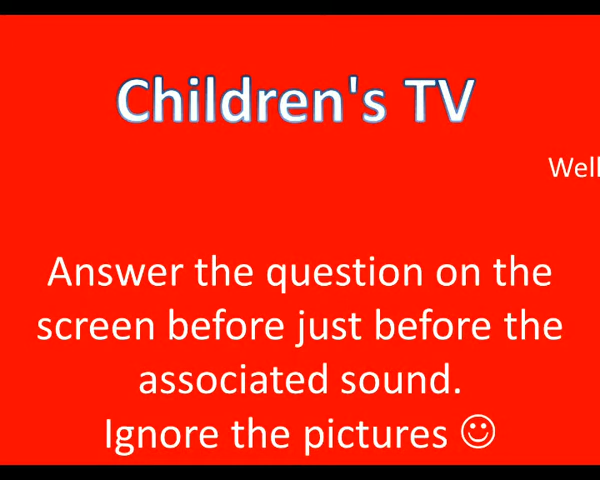 Children's TV
Well
Answer the question on the
screen before just before the
associated sound.
Ignore the pictures ☺